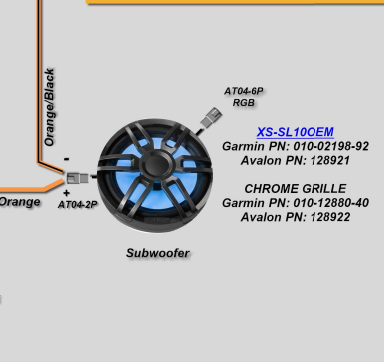 Orange/Black
AT04-6P
RGB
XS-SL10OEM
Garmin PN: 010-02198-92
Avalon PN: 128921
-
Orange
+
AT04-2P
CHROME GRILLE
Garmin PN: 010-12880-40
Avalon PN: 128922
Subwoofer